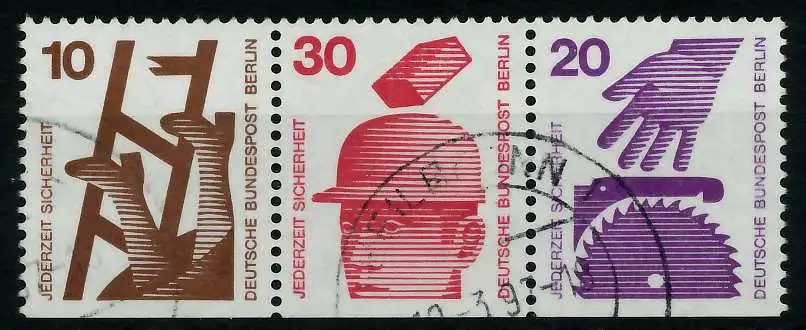 10
JEDERZEIT SICHERHEIT
DEUTSCHE BUNDESPOST BERLIN
30
JEDERZEIT SICHERHEIT
DEUTSCHE BUNDESPOST BERLIN
20
JEDERZEIT SICHERHEIT
DEUTSCHE BUNDESPOST BERLIN